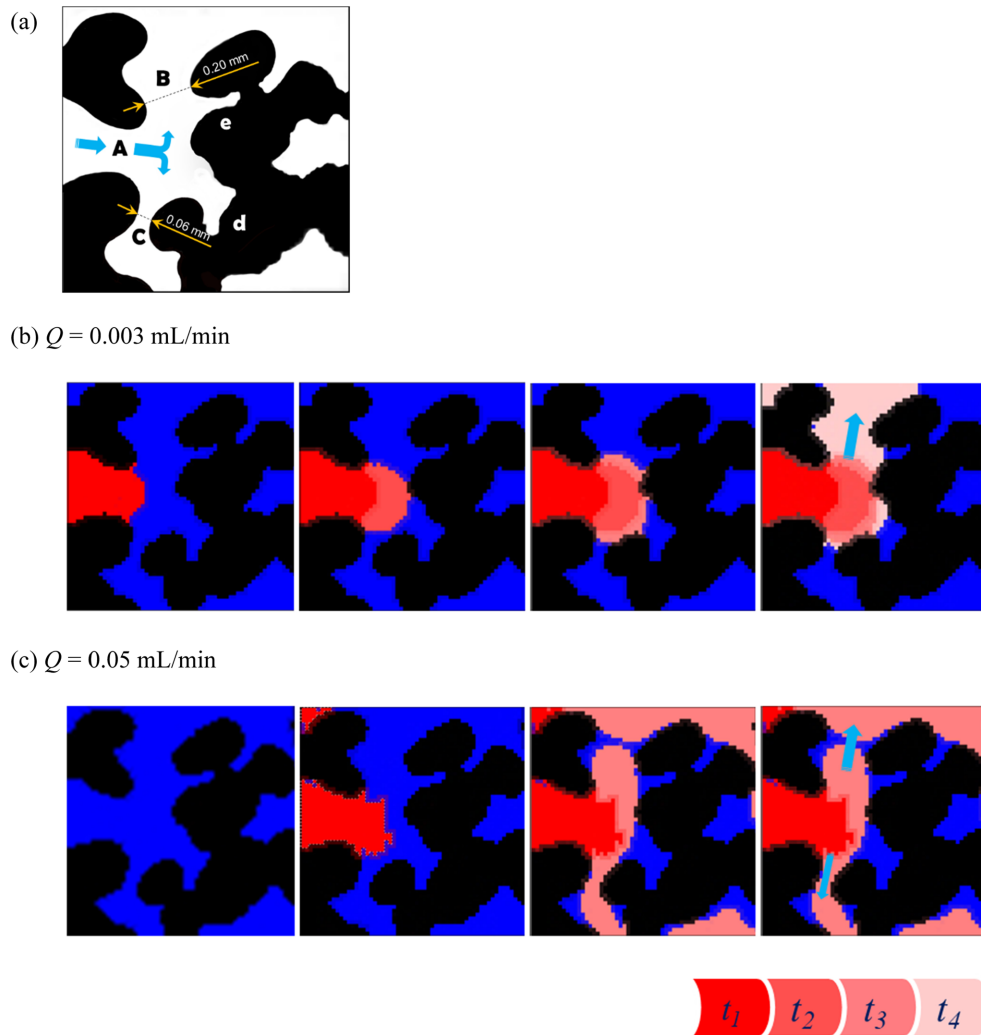 (a)
B
0.20 mm
e
A
d
0.06 mm
C
(b) Q = 0.003 mL/min
(c) Q = 0.05 mL/min
t1 t2 t3 t4